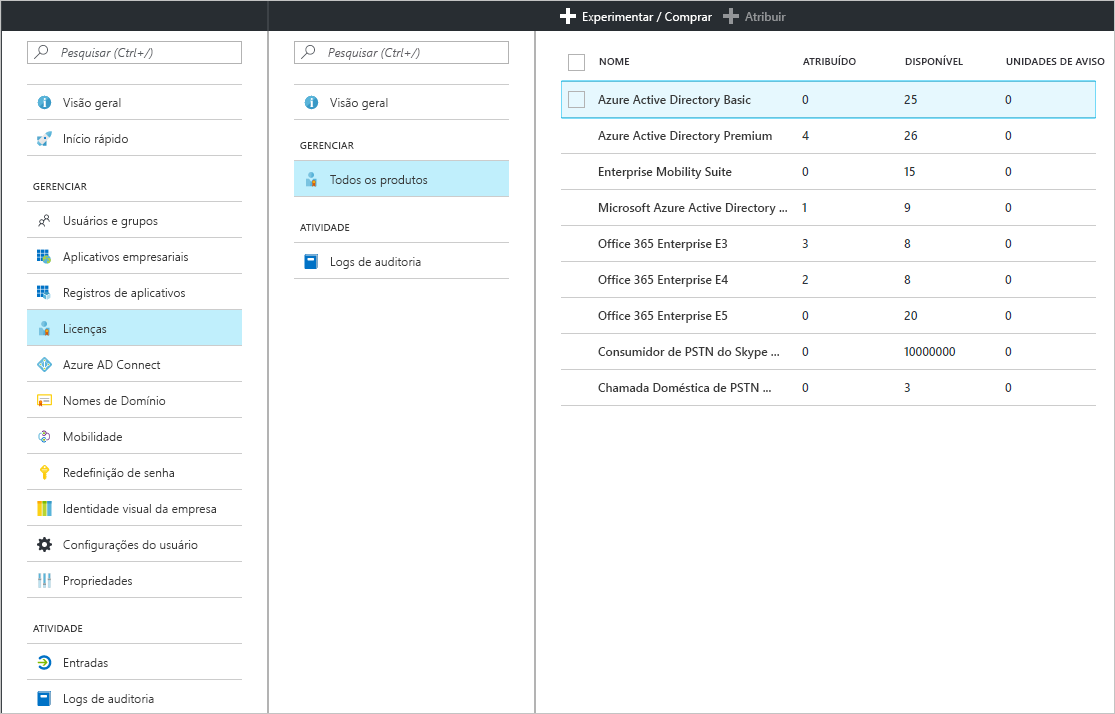 Experimentar / Comprar Atribuir
Pesquisar (Ctrl+/)
Visão geral
Início rápido
GERENCIAR
Usuários e grupos
Aplicativos empresariais
Registros de aplicativos
Licenças
Azure AD Connect
Nomes de Domínio
Mobilidade
Redefinição de senha
Identidade visual da empresa
Configurações do usuário
Propriedades
ATIVIDADE
Entradas
Logs de auditoria
Pesquisar (Ctrl+/)
Visão geral
GERENCIAR
Todos os produtos
ATIVIDADE
Logs de auditoria
NOME ATRIBUÍDO DISPONÍVEL UNIDADES DE AVISO
Azure Active Directory Basic 0 25 0
Azure Active Directory Premium 4 26 0
Enterprise Mobility Suite 0 15 0
Microsoft Azure Active Directory ... 1 9 0
Office 365 Enterprise E3 3 8 0
Office 365 Enterprise E4 2 8 0
Office 365 Enterprise E5 0 20 0
Consumidor de PSTN do Skype ... 0 10000000 0
Chamada Doméstica de PSTN ... 0 3 0